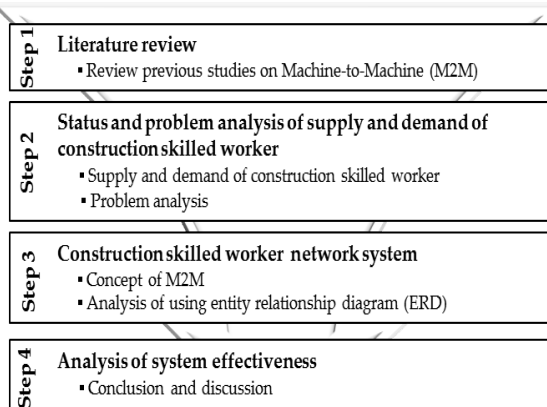 Step 1
Literature review
▪ Review previous studies on Machine-to-Machine (M2M)
Step 2
Status and problem analysis of supply and demand of
construction skilled worker
▪ Supply and demand of construction skilled worker
▪ Problem analysis
Step 3
Construction skilled worker network system
▪ Concept of M2M
▪ Analysis of using entity relationship diagram (ERD)
Step 4
Analysis of system effectiveness
▪ Conclusion and discussion